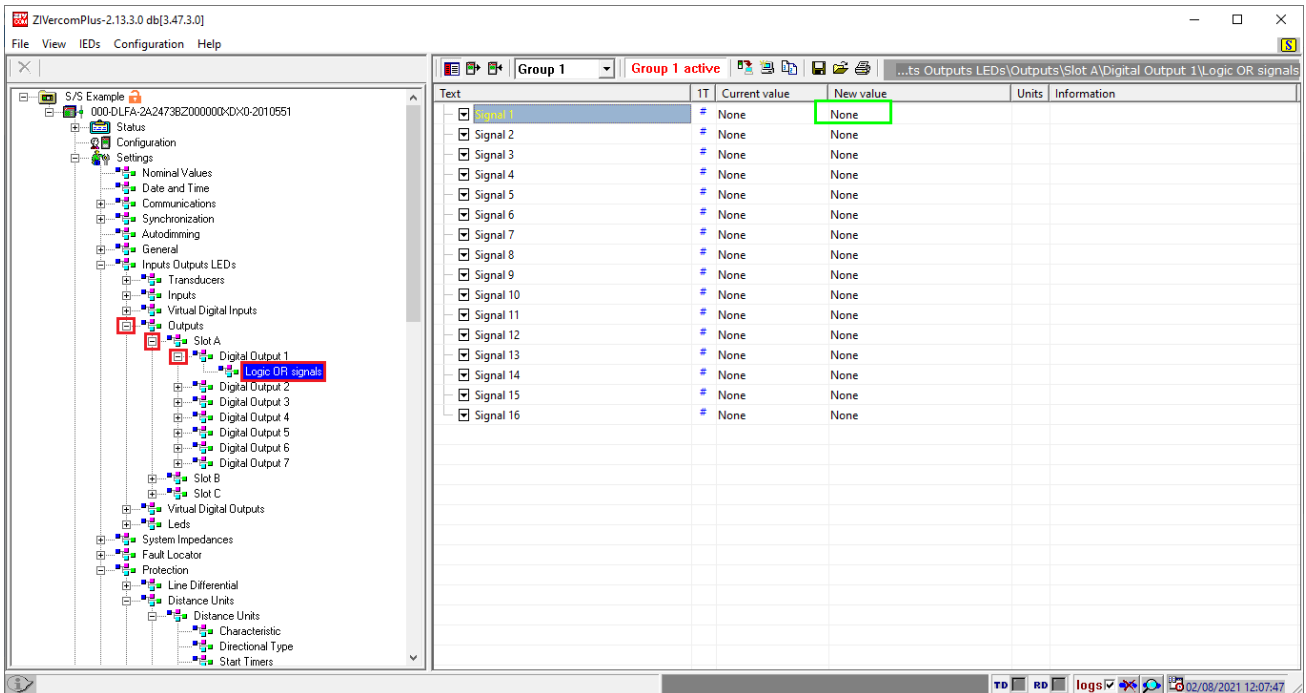 ZIVercomPlus-2.13.3.0 db[3.47.3.0]
File View IEDs Configuration Help
Group 1 Group 1 active ...ts Outputs LEDs\Outputs\Slot A\Digital Output 1\Logic OR signals
S/S Example
000-DLFA-2A2473BZ000000XDX0-2010551
Status
Configuration
Settings
Nominal Values
Date and Time
Communications
Synchronization
Autodimming
General
Inputs Outputs LEDs
Transducers
Inputs
Virtual Digital Inputs
Outputs
Slot A
Digital Output 1
Logic OR signals
Digital Output 2
Digital Output 3
Digital Output 4
Digital Output 5
Digital Output 6
Digital Output 7
Slot B
Slot C
Virtual Digital Outputs
Leds
System Impedances
Fault Locator
Protection
Line Differential
Distance Units
Distance Units
Characteristic
Directional Type
Start Timers
Text 1T Current value New value Units Information
Signal 1 # None None
Signal 2 # None None
Signal 3 # None None
Signal 4 # None None
Signal 5 # None None
Signal 6 # None None
Signal 7 # None None
Signal 8 # None None
Signal 9 # None None
Signal 10 # None None
Signal 11 # None None
Signal 12 # None None
Signal 13 # None None
Signal 14 # None None
Signal 15 # None None
Signal 16 # None None
TD RD logs 02/08/2021 12:07:47